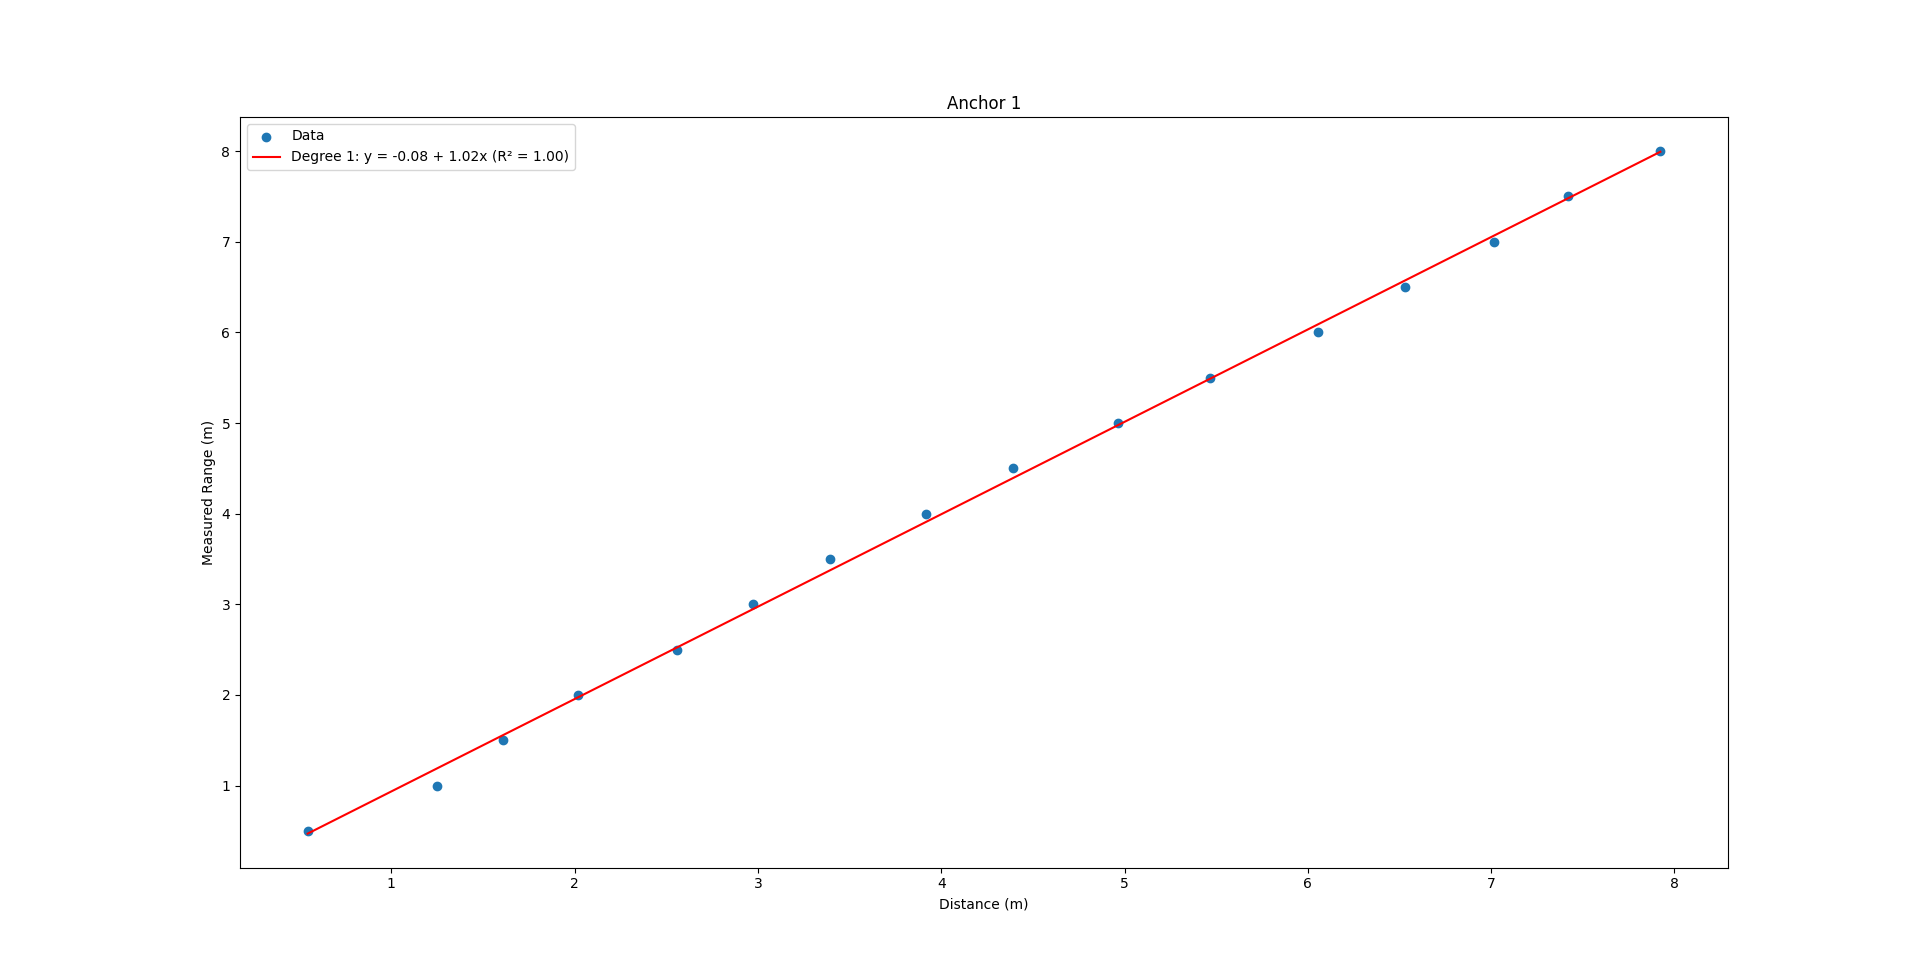 Anchor 1
Data
Degree 1: y = -0.08 + 1.02x (R² = 1.00)
8
7
6
5
4
3
2
1
Measured Range (m)
1 2 3 4 5 6 7 8
Distance (m)